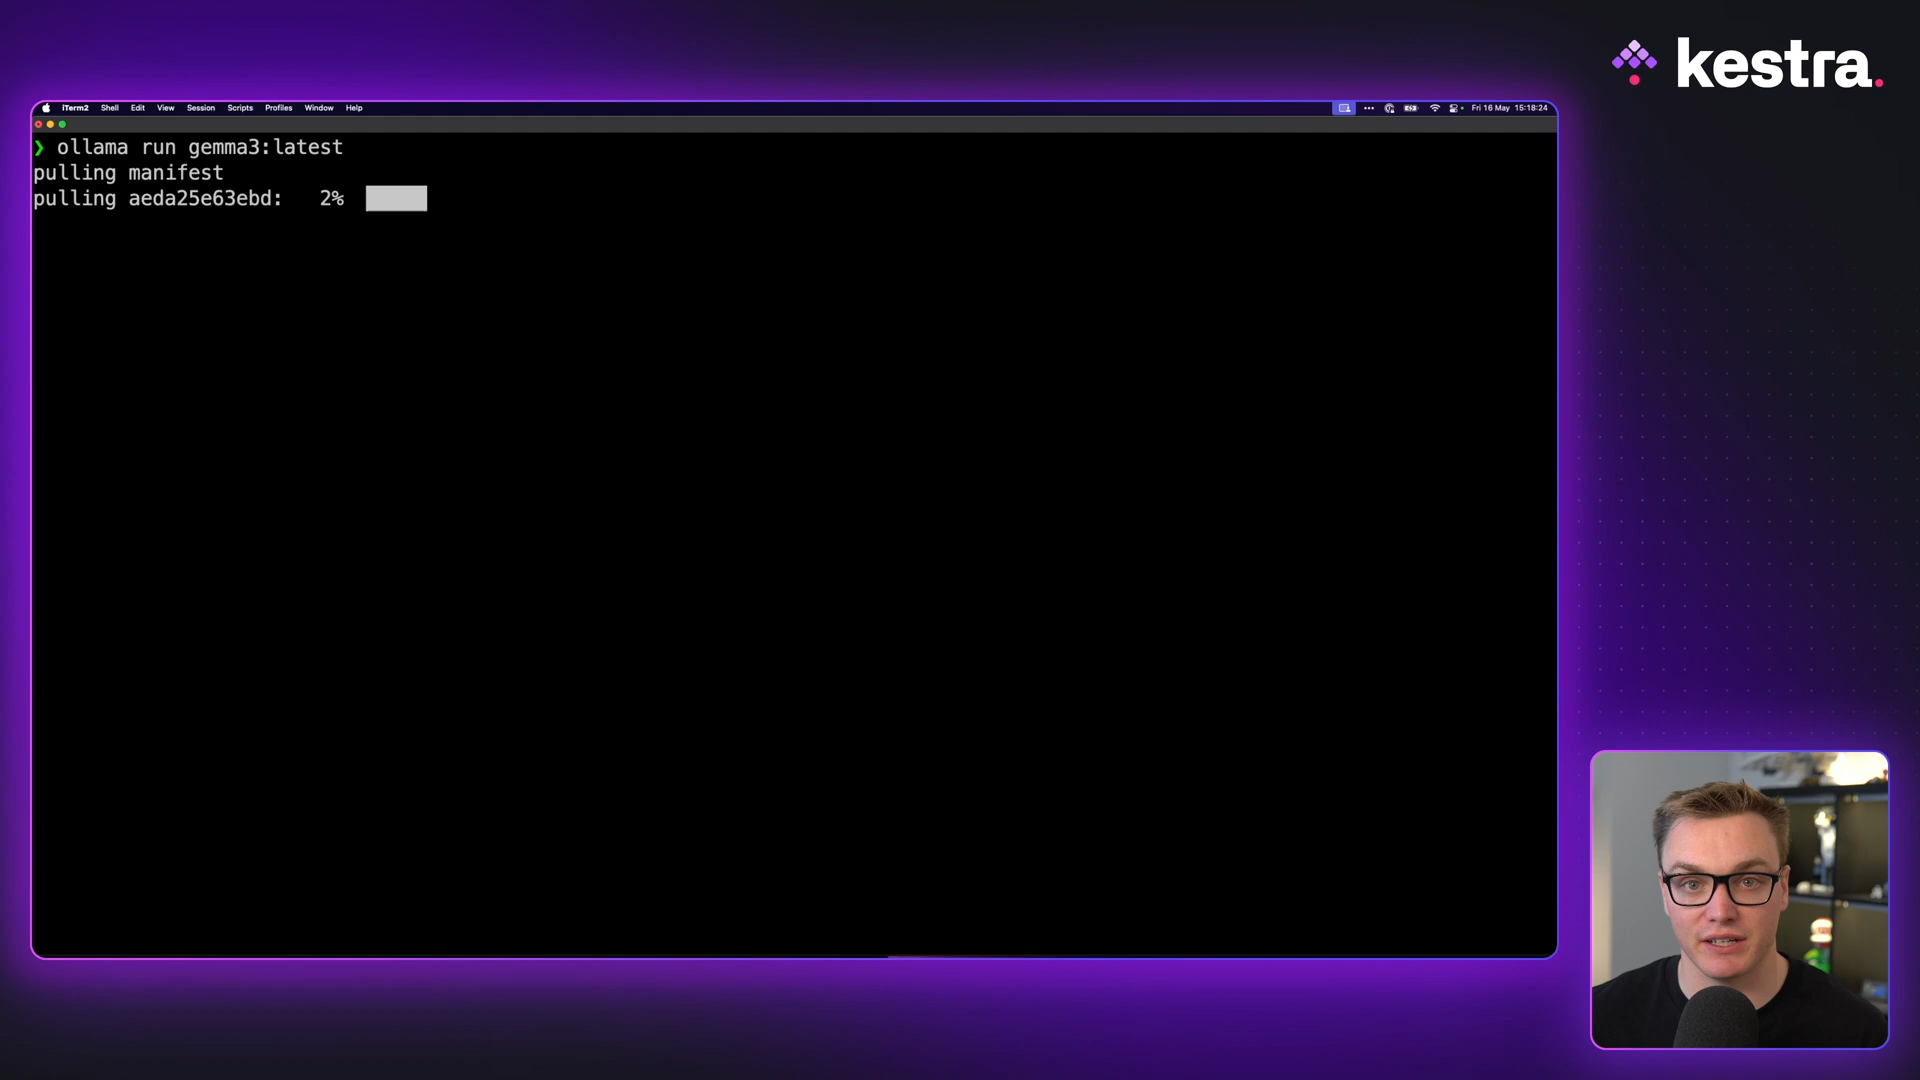 kestra.
iTerm2 Shell Edit View Session Scripts Profiles Window Help Fri 16 May 15:18:24
❯ ollama run gemma3:latest
pulling manifest
pulling aeda25e63ebd: 2%